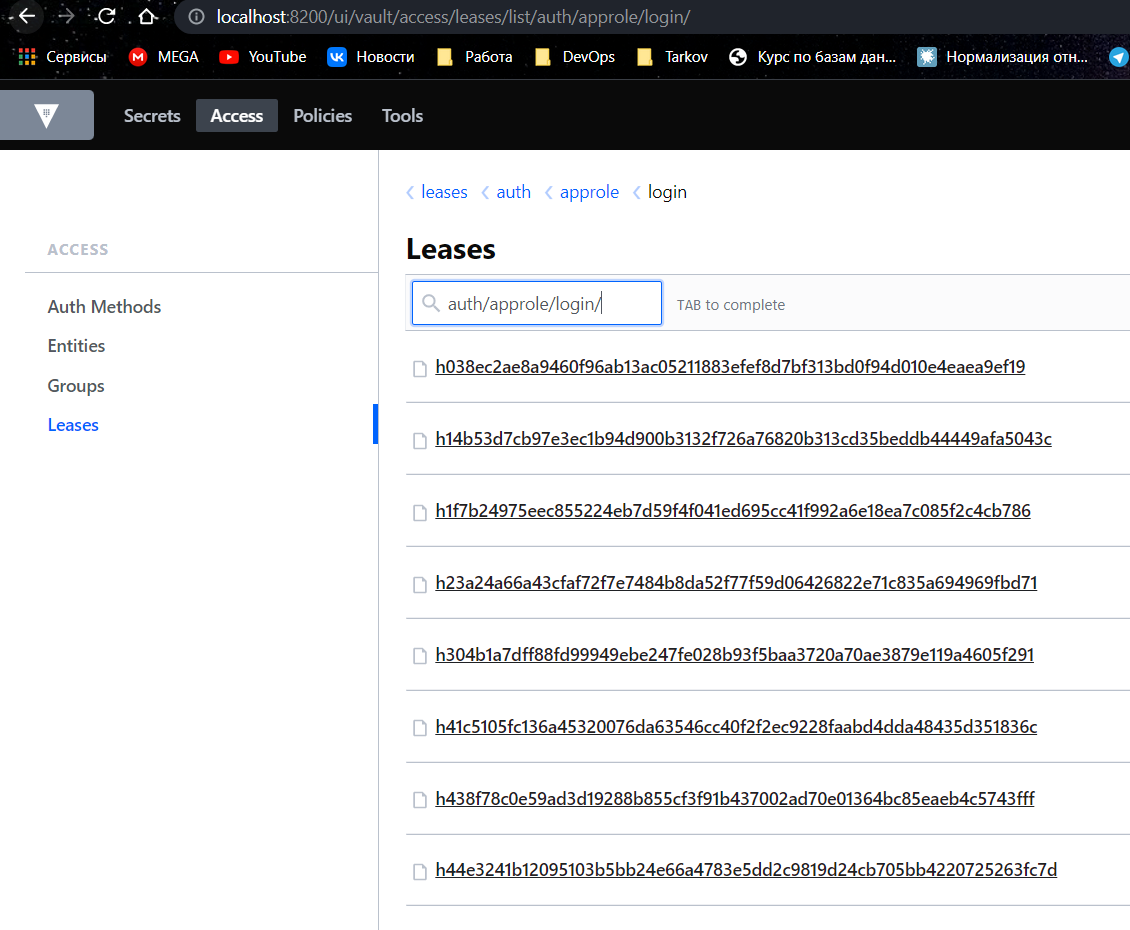 localhost:8200/ui/vault/access/leases/list/auth/approle/login/
Сервисы MEGA YouTube Новости Работа DevOps Tarkov Курс по базам дан... Нормализация отн...
Secrets Access Policies Tools
leases auth approle login
ACCESS
Auth Methods
Entities
Groups
Leases
Leases
auth/approle/login/ TAB to complete
h038ec2ae8a9460f96ab13ac05211883efef8d7bf313bd0f94d010e4eaea9ef19
h14b53d7cb97e3ec1b94d900b3132f726a76820b313cd35beddb44449afa5043c
h1f7b24975eec855224eb7d59f4f041ed695cc41f992a6e18ea7c085f2c4cb786
h23a24a66a43cfaf72f7e7484b8da52f77f59d06426822e71c835a694969fbd71
h304b1a7dff88fd99949ebe247fe028b93f5baa3720a70ae3879e119a4605f291
h41c5105fc136a45320076da63546cc40f2f2ec9228faabd4dda48435d351836c
h438f78c0e59ad3d19288b855cf3f91b437002ad70e01364bc85eaeb4c5743fff
h44e3241b12095103b5bb24e66a4783e5dd2c9819d24cb705bb4220725263fc7d